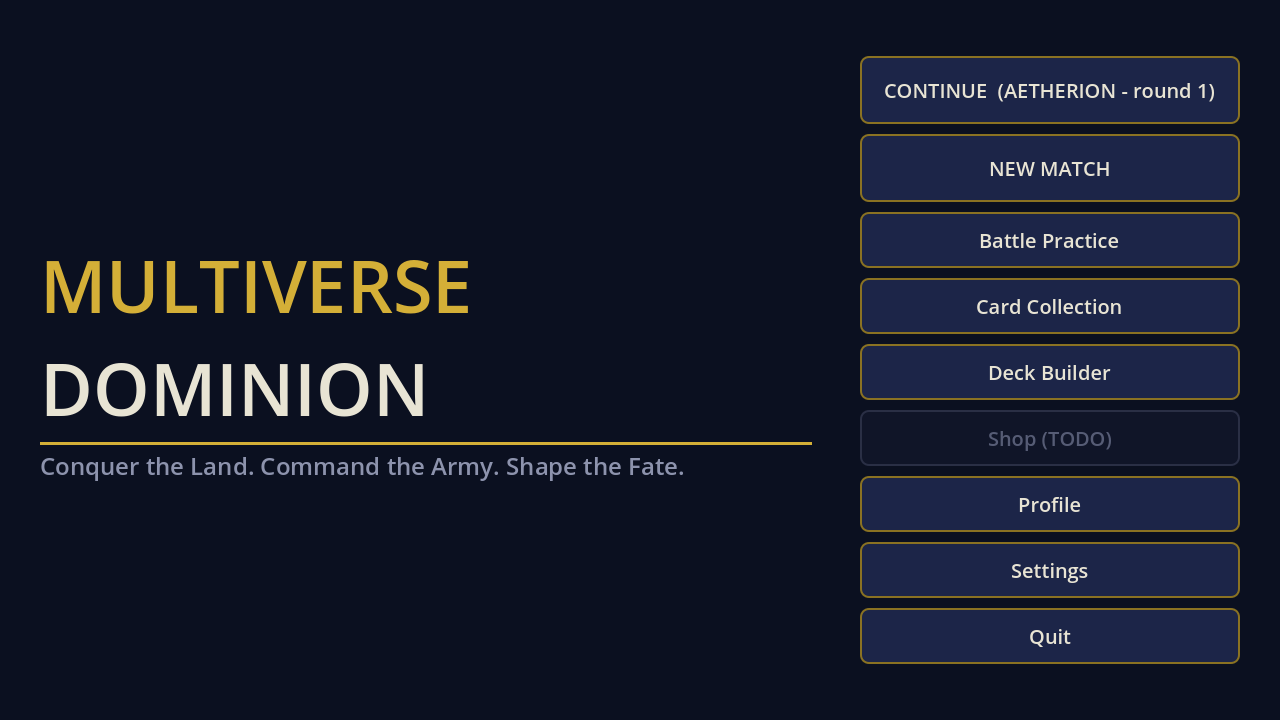 MULTIVERSE
DOMINION
Conquer the Land. Command the Army. Shape the Fate.
CONTINUE  (AETHERION - round 1)
NEW MATCH
Battle Practice
Card Collection
Deck Builder
Shop (TODO)
Profile
Settings
Quit